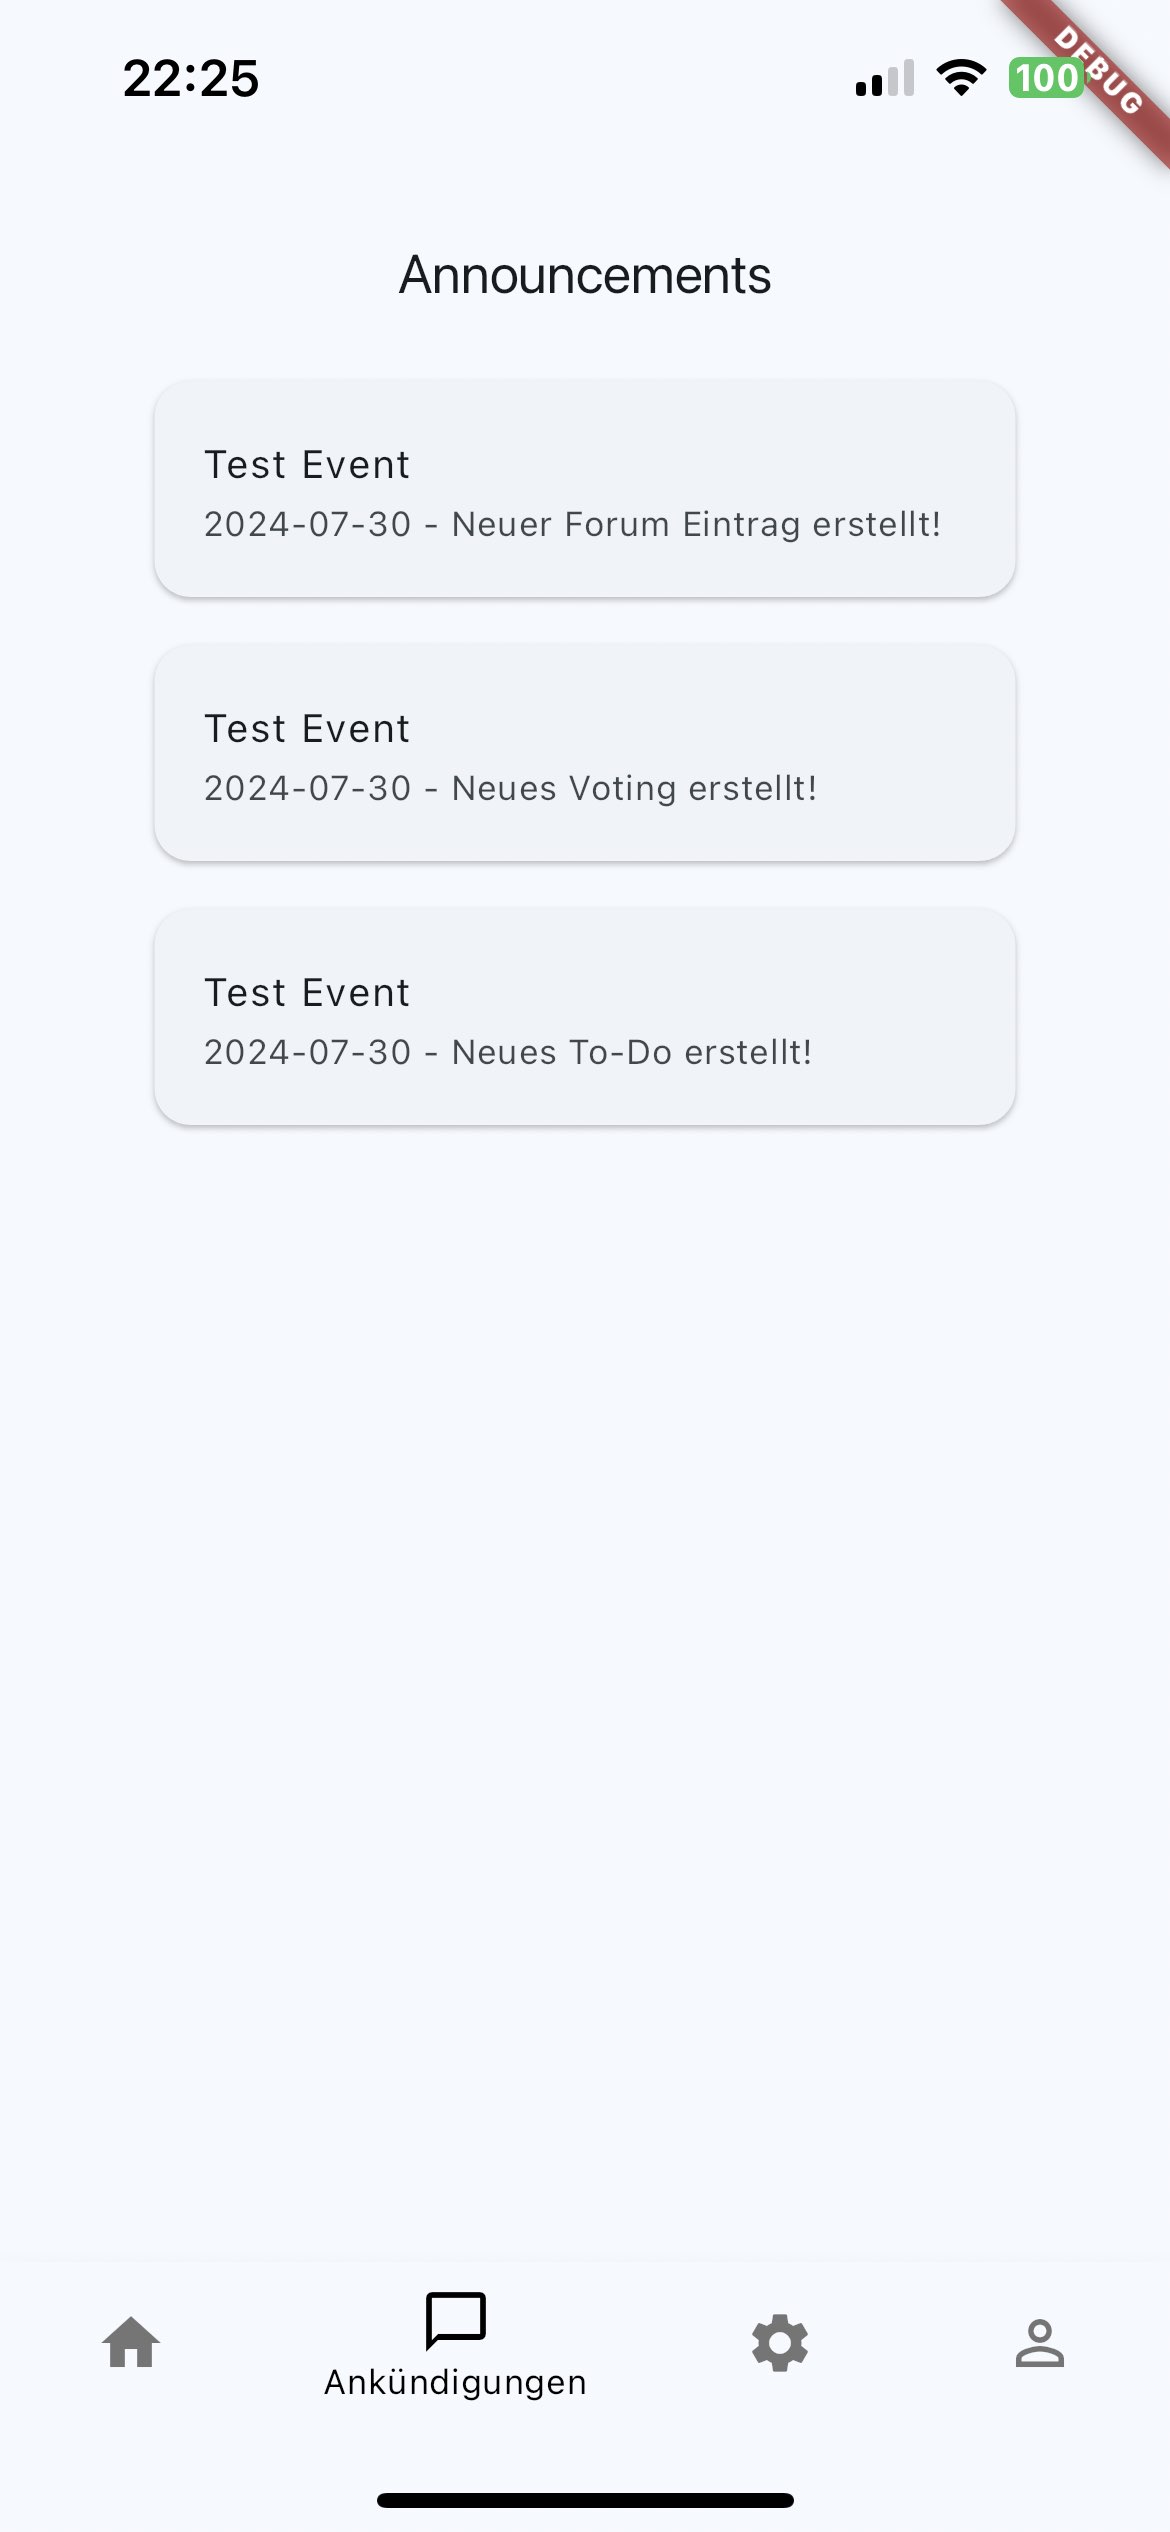 22:25
100
DEBUG
Announcements
Test Event
2024-07-30 - Neuer Forum Eintrag erstellt!
Test Event
2024-07-30 - Neues Voting erstellt!
Test Event
2024-07-30 - Neues To-Do erstellt!
Ankündigungen